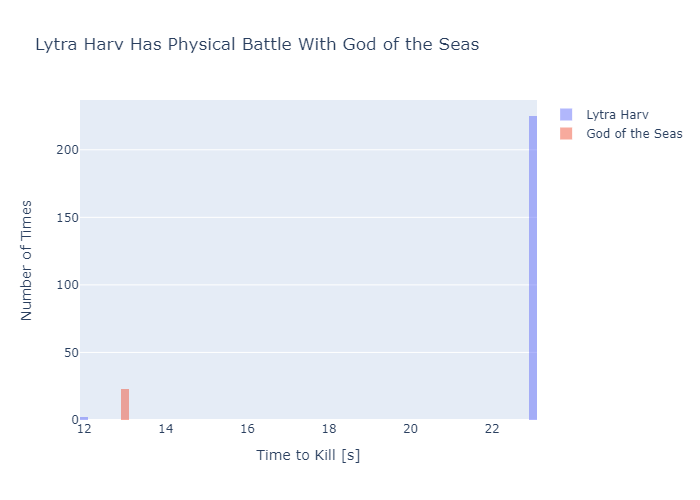 Lytra Harv Has Physical Battle With God of the Seas
Lytra Harv
God of the Seas
200
150
100
50
0
12 14 16 18 20 22
Number of Times
Time to Kill [s]